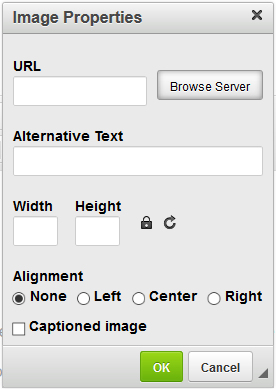 Image Properties
URL
Browse Server
Alternative Text
Width Height
Alignment
None Left Center Right
Captioned image
OK Cancel